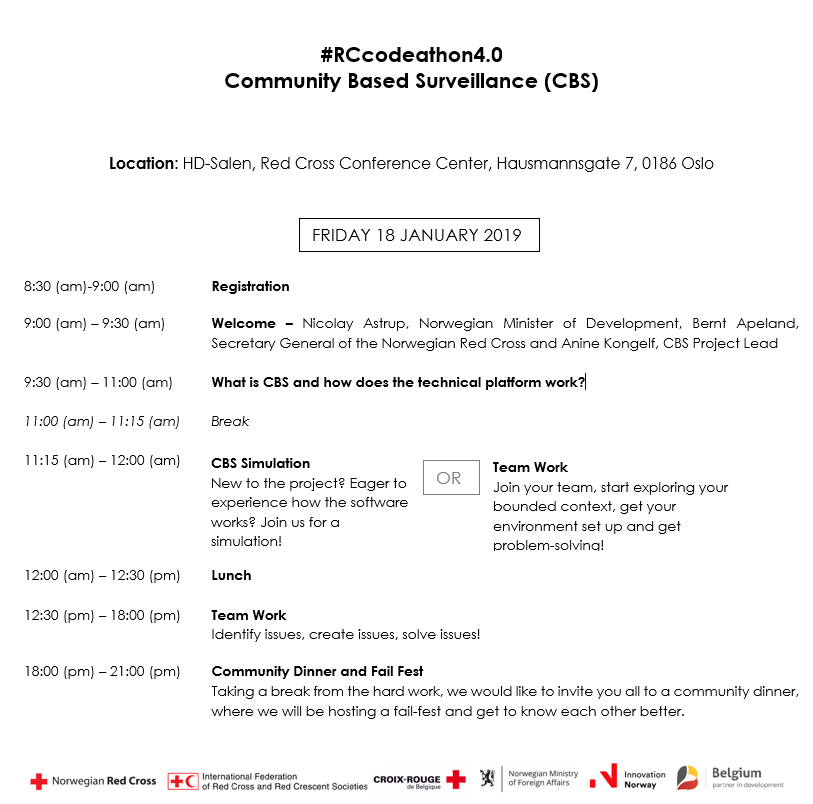 #RCcodeathon4.0
Community Based Surveillance (CBS)
Location: HD-Salen, Red Cross Conference Center, Hausmannsgate 7, 0186 Oslo
FRIDAY 18 JANUARY 2019
8:30 (am)-9:00 (am) Registration
9:00 (am) – 9:30 (am) Welcome – Nicolay Astrup, Norwegian Minister of Development, Bernt Apeland,
Secretary General of the Norwegian Red Cross and Anine Kongelf, CBS Project Lead
9:30 (am) – 11:00 (am) What is CBS and how does the technical platform work?
11:00 (am) – 11:15 (am) Break
11:15 (am) – 12:00 (am)
CBS Simulation
New to the project? Eager to
experience how the software
works? Join us for a
simulation!
OR
Team Work
Join your team, start exploring your
bounded context, get your
environment set up and get
problem-solving!
12:00 (am) – 12:30 (pm) Lunch
12:30 (pm) – 18:00 (pm) Team Work
Identify issues, create issues, solve issues!
18:00 (pm) – 21:00 (pm) Community Dinner and Fail Fest
Taking a break from the hard work, we would like to invite you all to a community dinner,
where we will be hosting a fail-fest and get to know each other better.
Norwegian Red Cross
International Federation
of Red Cross and Red Crescent Societies
CROIX-ROUGE
de Belgique
Norwegian Ministry
of Foreign Affairs
Innovation
Norway
Belgium
partner in development